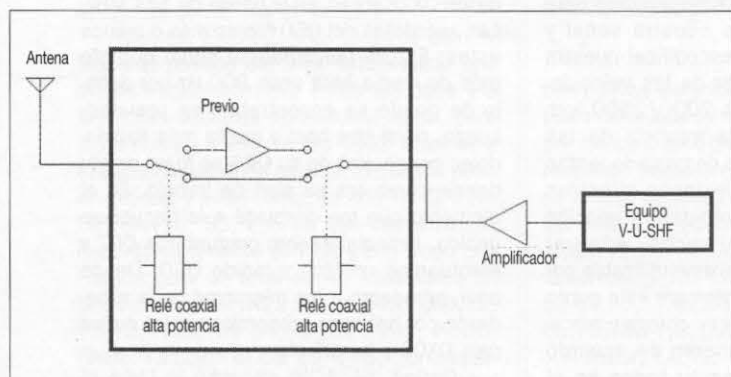 Antena
Previo
Equipo
V-U-SHF
Amplificador
Relé coaxial
alta potencia
Relé coaxial
alta potencia